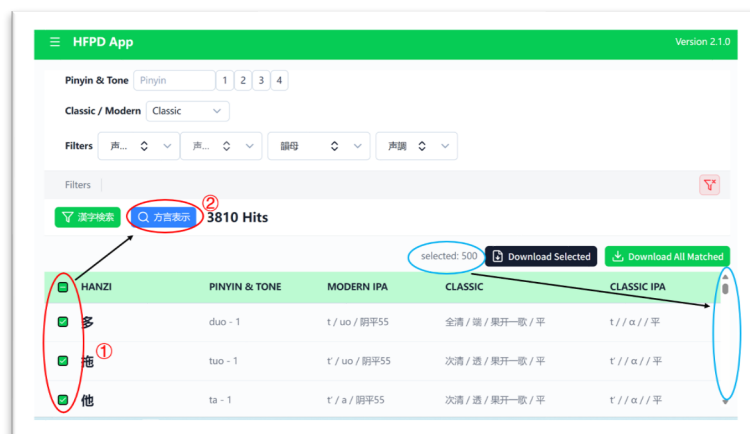 HFPD App Version 2.1.0
Pinyin & Tone Pinyin 1 2 3 4
Classic / Modern Classic
Filters 声... 声... 韻母 声調
Filters
漢字検索 方言表示 ② 3810 Hits
selected: 500 Download Selected Download All Matched
HANZI PINYIN & TONE MODERN IPA CLASSIC CLASSIC IPA
多 duo - 1 t / uo / 阴平55 全清 / 端 / 果开一歌 / 平 t / / ɑ / / 平
① 拖 tuo - 1 t' / uo / 阴平55 次清 / 透 / 果开一歌 / 平 t' / / ɑ / / 平
他 ta - 1 t' / a / 阴平55 次清 / 透 / 果开一歌 / 平 t' / / ɑ / / 平